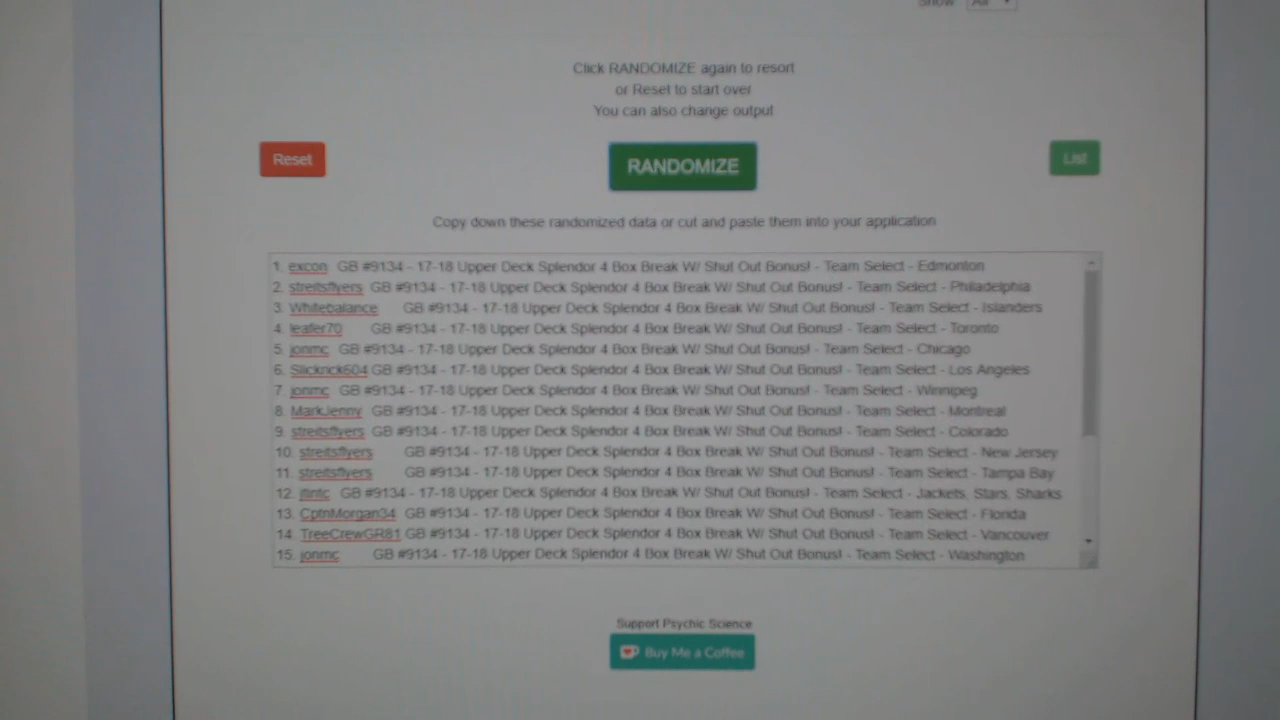 Show All
Click RANDOMIZE again to resort
or Reset to start over
You can also change output
Reset
RANDOMIZE
List
Copy down these randomized data or cut and paste them into your application
1. excon GB #9134 - 17-18 Upper Deck Splendor 4 Box Break W/ Shut Out Bonus! - Team Select - Edmonton
2. streitsflyers GB #9134 - 17-18 Upper Deck Splendor 4 Box Break W/ Shut Out Bonus! - Team Select - Philadelphia
3. Whitebalance GB #9134 - 17-18 Upper Deck Splendor 4 Box Break W/ Shut Out Bonus! - Team Select - Islanders
4. leafer70 GB #9134 - 17-18 Upper Deck Splendor 4 Box Break W/ Shut Out Bonus! - Team Select - Toronto
5. jonmc GB #9134 - 17-18 Upper Deck Splendor 4 Box Break W/ Shut Out Bonus! - Team Select - Chicago
6. Slickrick604 GB #9134 - 17-18 Upper Deck Splendor 4 Box Break W/ Shut Out Bonus! - Team Select - Los Angeles
7. jonmc GB #9134 - 17-18 Upper Deck Splendor 4 Box Break W/ Shut Out Bonus! - Team Select - Winnipeg
8. MarkJenny GB #9134 - 17-18 Upper Deck Splendor 4 Box Break W/ Shut Out Bonus! - Team Select - Montreal
9. streitsflyers GB #9134 - 17-18 Upper Deck Splendor 4 Box Break W/ Shut Out Bonus! - Team Select - Colorado
10. streitsflyers GB #9134 - 17-18 Upper Deck Splendor 4 Box Break W/ Shut Out Bonus! - Team Select - New Jersey
11. streitsflyers GB #9134 - 17-18 Upper Deck Splendor 4 Box Break W/ Shut Out Bonus! - Team Select - Tampa Bay
12. GB #9134 - 17-18 Upper Deck Splendor 4 Box Break W/ Shut Out Bonus! - Team Select - Jackets, Stars, Sharks
13. CptnMorgan34 GB #9134 - 17-18 Upper Deck Splendor 4 Box Break W/ Shut Out Bonus! - Team Select - Florida
14. TreeCrewGR81 GB #9134 - 17-18 Upper Deck Splendor 4 Box Break W/ Shut Out Bonus! - Team Select - Vancouver
15. jonmc GB #9134 - 17-18 Upper Deck Splendor 4 Box Break W/ Shut Out Bonus! - Team Select - Washington
Support Psychic Science
Buy Me a Coffee